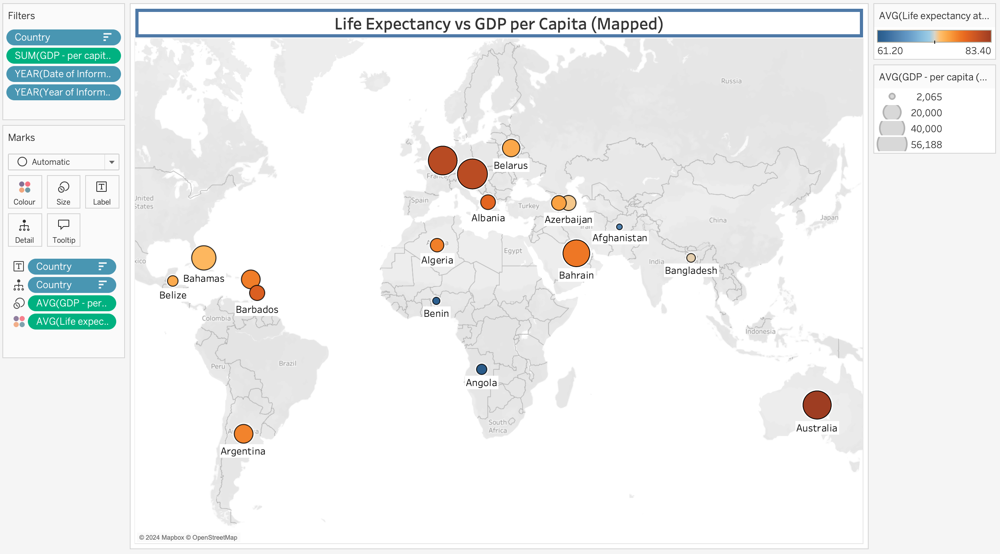 Filters
Country
SUM(GDP - per capit..
YEAR(Date of Inform..
YEAR(Year of Inform..
Marks
Automatic
Colour
Size
Label
Detail
Tooltip
Country
Country
AVG(GDP - per..
AVG(Life expec..
Life Expectancy vs GDP per Capita (Mapped)
Russia
Belarus
France
United
States
Spain
Turkey
Albania
Azerbaijan
Iran
China
Japan
Afghanistan
Algeria
Egypt
India
Bangladesh
Bahrain
Bahamas
Belize
Barbados
Benin
Colombia
Indonesia
Peru
Brazil
Angola
South
Africa
Australia
Argentina
© 2024 Mapbox © OpenStreetMap
AVG(Life expectancy at...
61.20
83.40
AVG(GDP - per capita (...
2,065
20,000
40,000
56,188